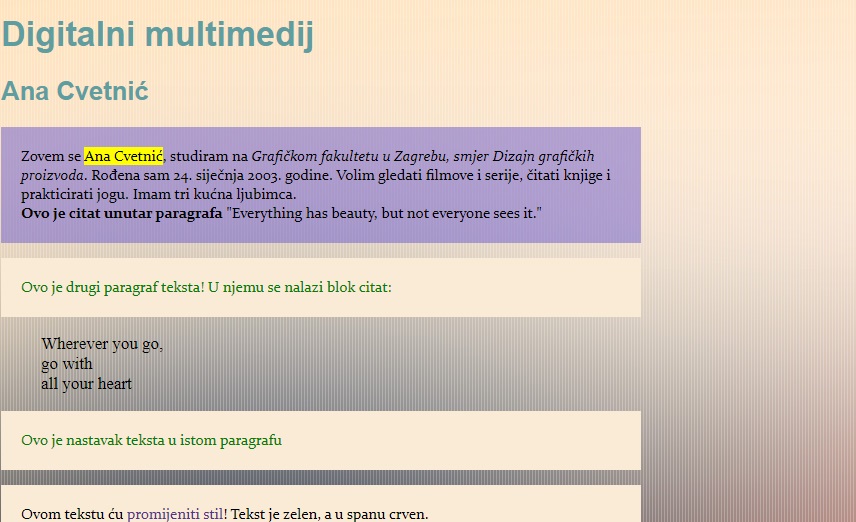 Digitalni multimedij
Ana Cvetnić
Zovem se Ana Cvetnić, studiram na Grafičkom fakultetu u Zagrebu, smjer Dizajn grafičkih
proizvoda. Rođena sam 24. siječnja 2003. godine. Volim gledati filmove i serije, čitati knjige i
prakticirati jogu. Imam tri kućna ljubimca.
Ovo je citat unutar paragrafa "Everything has beauty, but not everyone sees it."
Ovo je drugi paragraf teksta! U njemu se nalazi blok citat:
Wherever you go,
go with
all your heart
Ovo je nastavak teksta u istom paragrafu
Ovom tekstu ću promijeniti stil! Tekst je zelen, a u spanu crven.